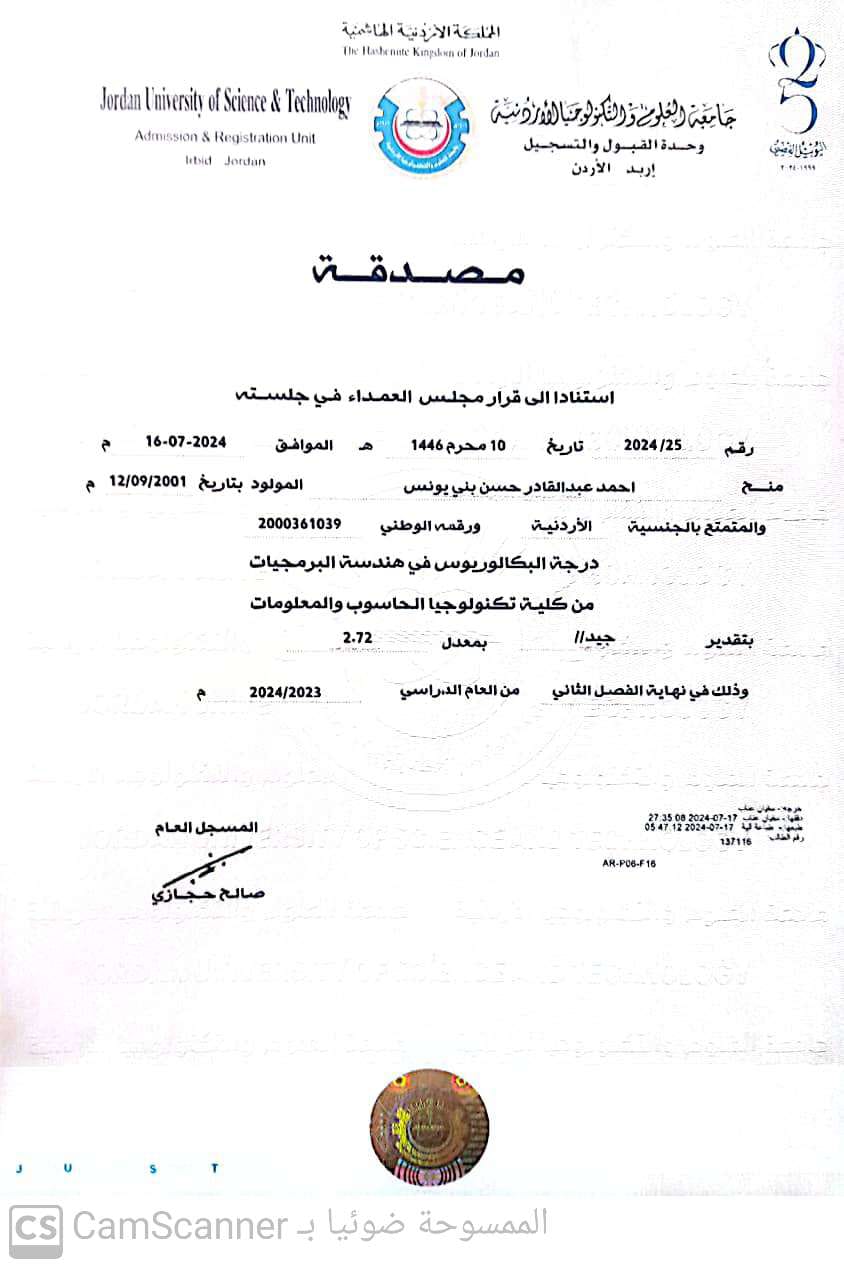 المملكة الأردنية الهاشمية
The Hashemite Kingdom of Jordan
Jordan University of Science & Technology
Admission & Registration Unit
Irbid Jordan
جامعة العلوم والتكنولوجيا الأردنية
وحدة القبول والتسجيل
إربد الأردن
25
اليوبيل الفضي
١٩٩٩-٢٠٢٤
مصدقة
استنادا الى قرار مجلس العمداء في جلسته
رقم 2024/25 تاريخ 10 محرم 1446 هـ الموافق 16-07-2024 م
منح احمد عبدالقادر حسن بني يونس المولود بتاريخ 12/09/2001 م
والمتمتع بالجنسية الأردنية ورقمه الوطني 2000361039
درجة البكالوريوس في هندسة البرمجيات
من كلية تكنولوجيا الحاسوب والمعلومات
بتقدير جيد// بمعدل 2.72
وذلك في نهاية الفصل الثاني من العام الدراسي 2024/2023 م
المسجل العام
صالح حجازي
27:35 08 2024-07-17
05 47 12 2024-07-17
رقم الطالب: 137116
AR-P06-F16
J U S T
CS CamScanner الممسوحة ضوئيا بـ